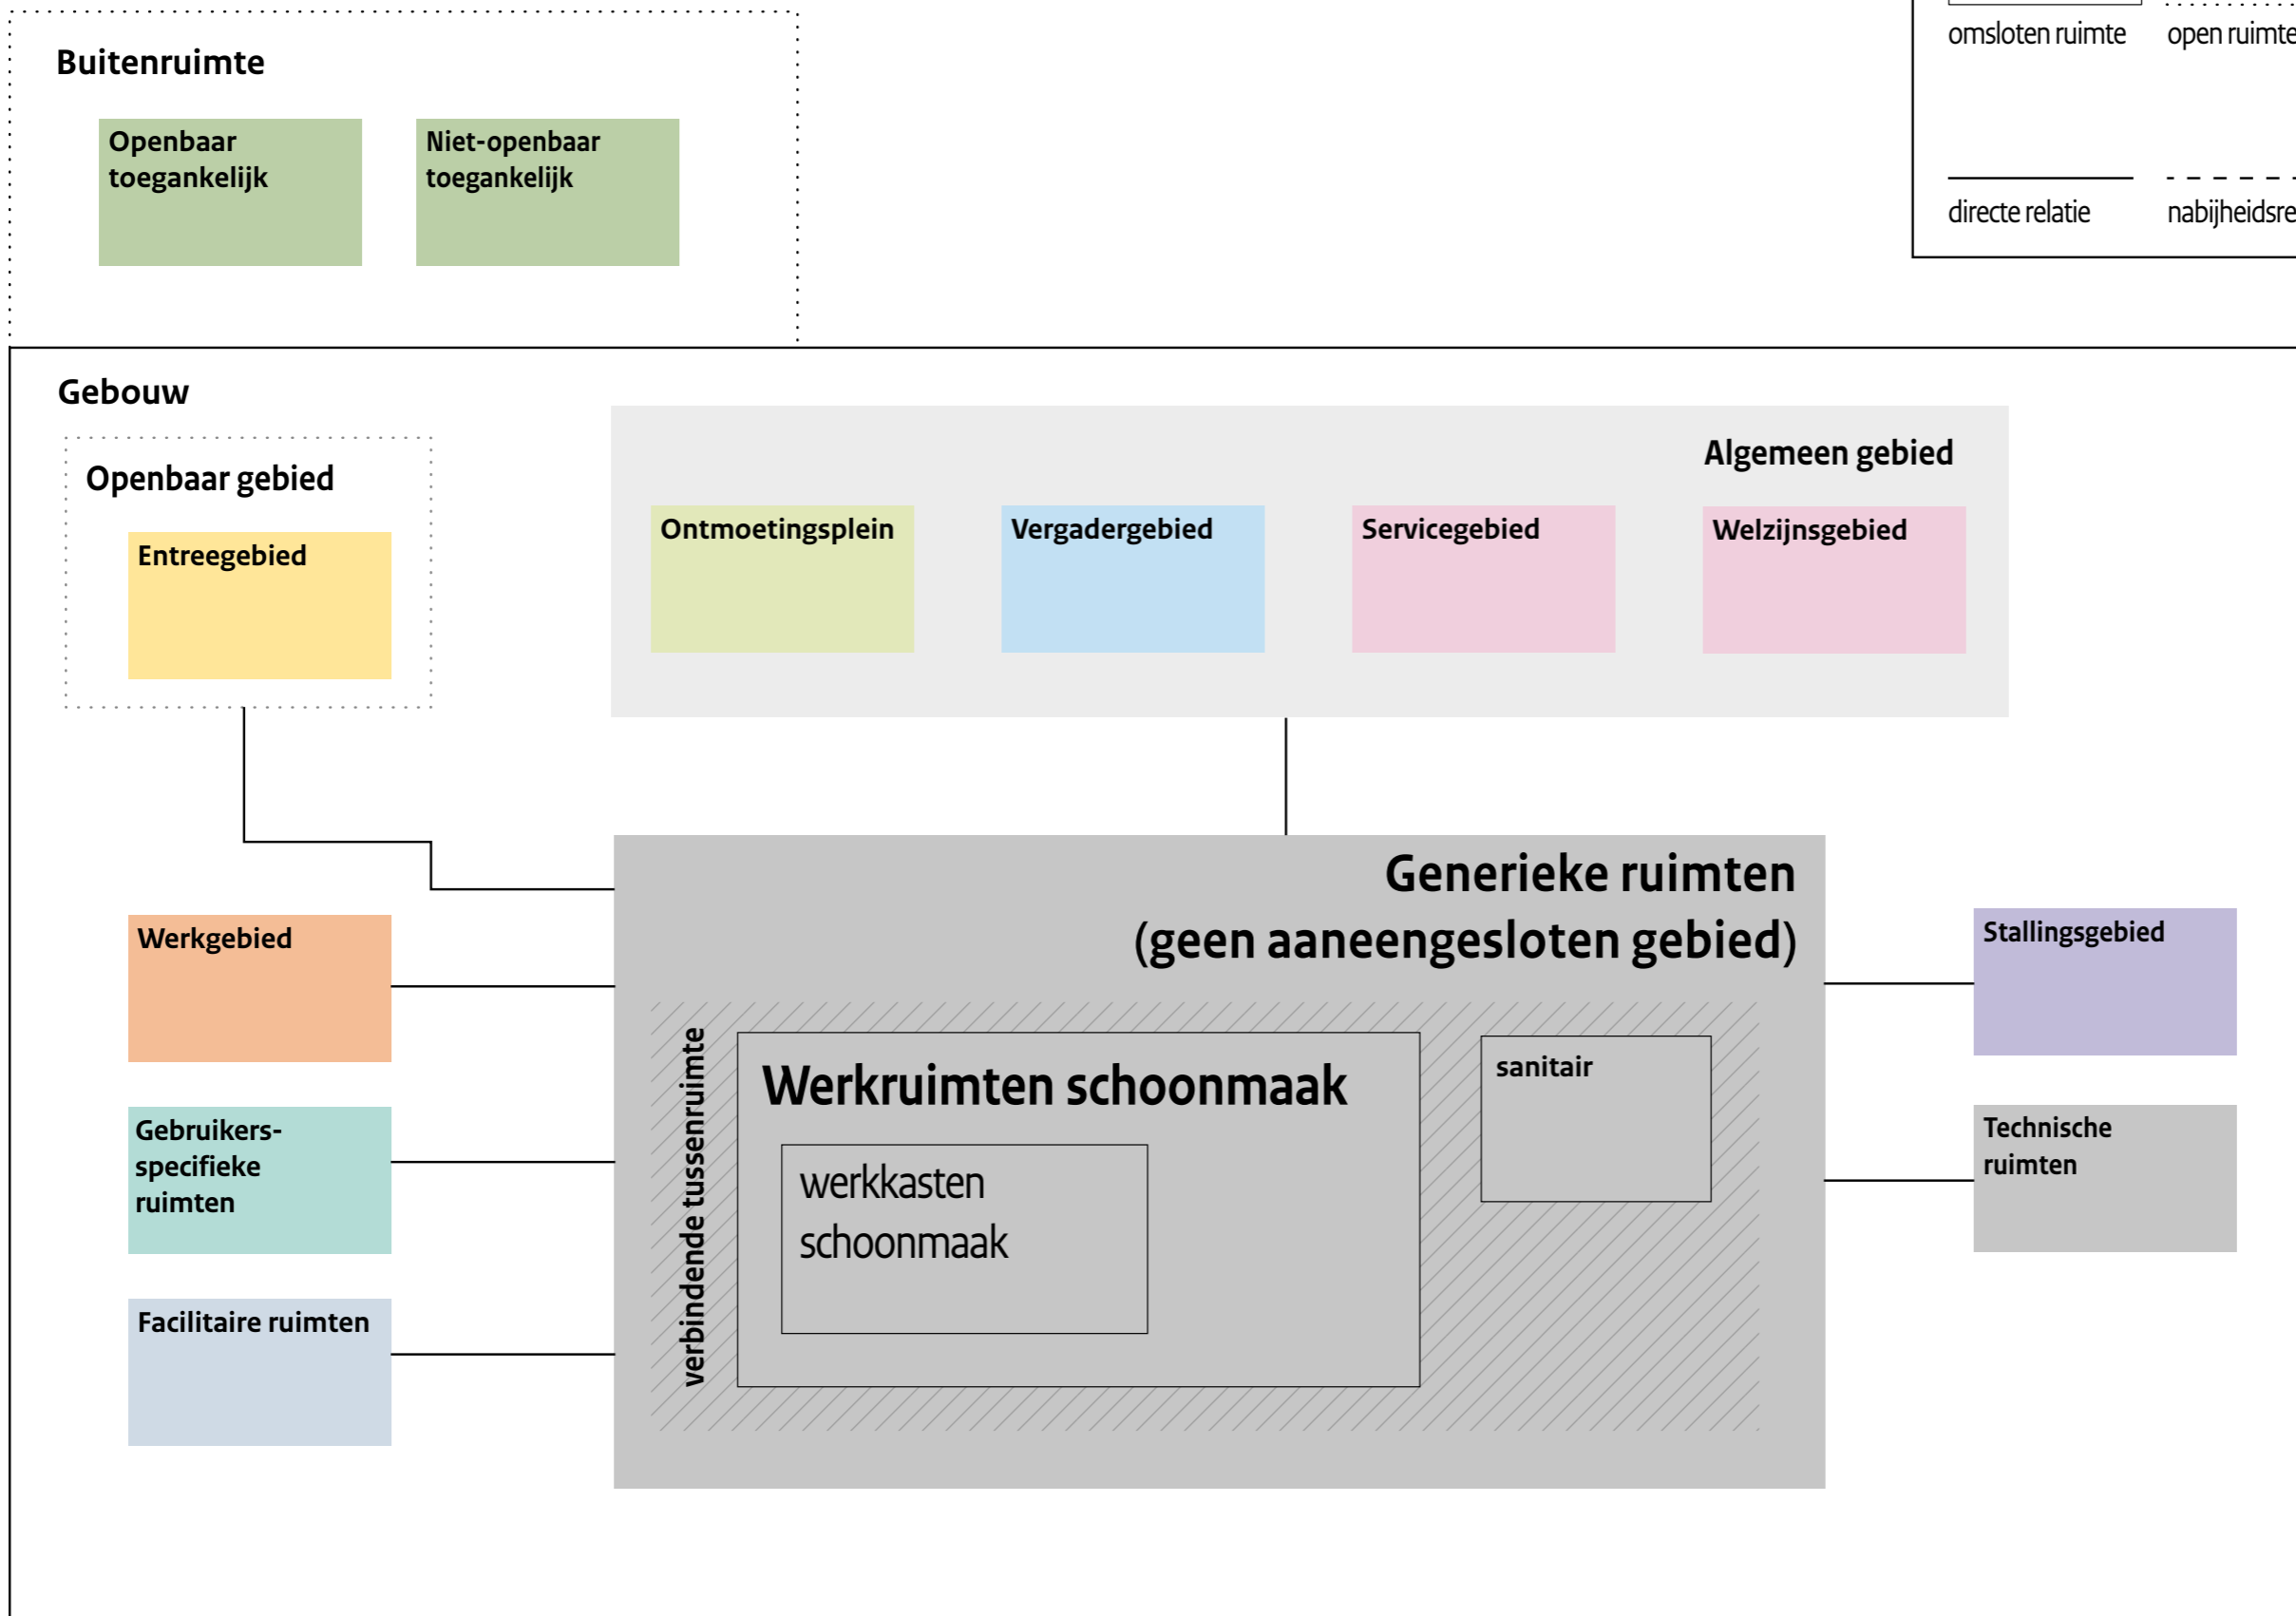 omsloten ruimte
open ruimte
directe relatie
Buitenruimte
Openbaar
toegankelijk
Niet-openbaar
toegankelijk
Gebouw
Openbaar gebied
Entreegebied
Algemeen gebied
Ontmoetingsplein
Vergadergebied
Servicegebied
Welzijnsgebied
Generieke ruimten
(geen aaneengesloten gebied)
Werkgebied
Gebruikers-
specifieke
ruimten
Facilitaire ruimten
verbindende tussenruimte
Werkruimten schoonmaak
werkkasten
schoonmaak
sanitair
Stallingsgebied
Technische
ruimten